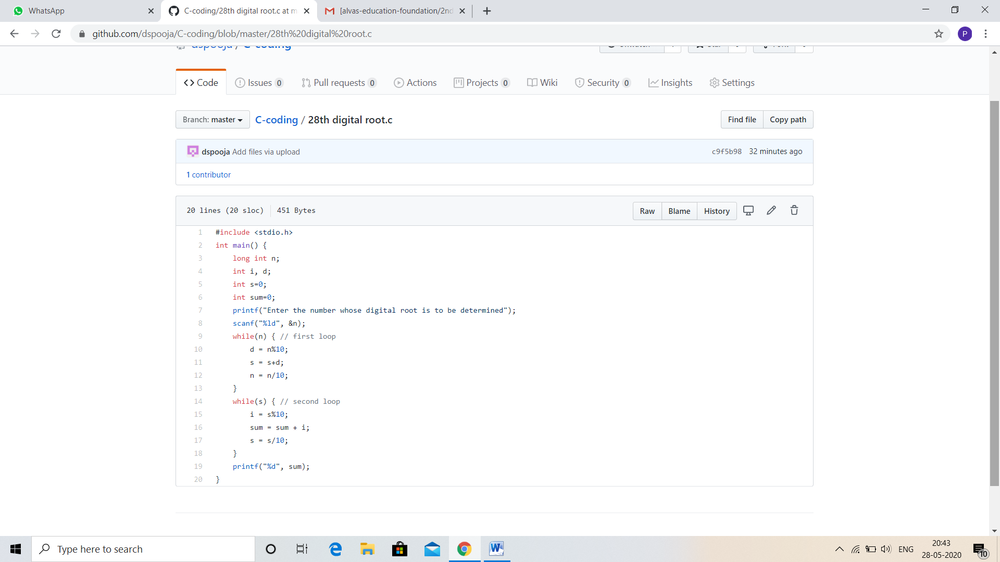 WhatsApp
C-coding/28th digital root.c at m
[alvas-education-foundation/2nd
github.com/dspooja/C-coding/blob/master/28th%20digital%20root.c
P
dspooja / C-coding
Code
Issues 0
Pull requests 0
Actions
Projects 0
Wiki
Security 0
Insights
Settings
Branch: master
C-coding / 28th digital root.c
Find file
Copy path
dspooja Add files via upload
c9f5b98 32 minutes ago
1 contributor
20 lines (20 sloc) 451 Bytes
Raw
Blame
History
1 #include <stdio.h>
2 int main() {
3 long int n;
4 int i, d;
5 int s=0;
6 int sum=0;
7 printf("Enter the number whose digital root is to be determined");
8 scanf("%ld", &n);
9 while(n) { // first loop
10 d = n%10;
11 s = s+d;
12 n = n/10;
13 }
14 while(s) { // second loop
15 i = s%10;
16 sum = sum + i;
17 s = s/10;
18 }
19 printf("%d", sum);
20 }
Type here to search
ENG
20:43
28-05-2020
10